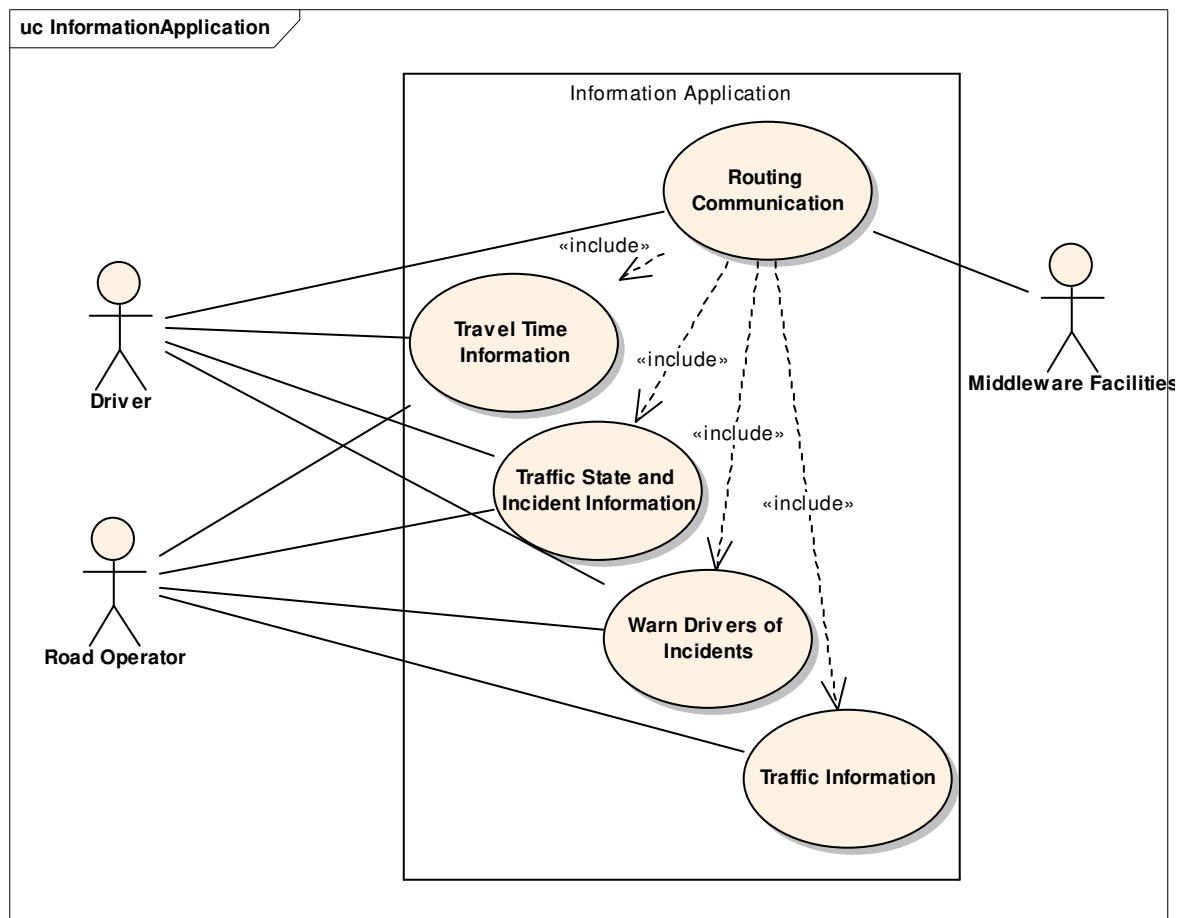 uc InformationApplication
Information Application
Routing
Communication
«include»
Travel Time
Information
Driver
Middleware Facilities
«include»
«include»
Traffic State and
Incident Information
«include»
Road Operator
Warn Drivers of
Incidents
Traffic Information